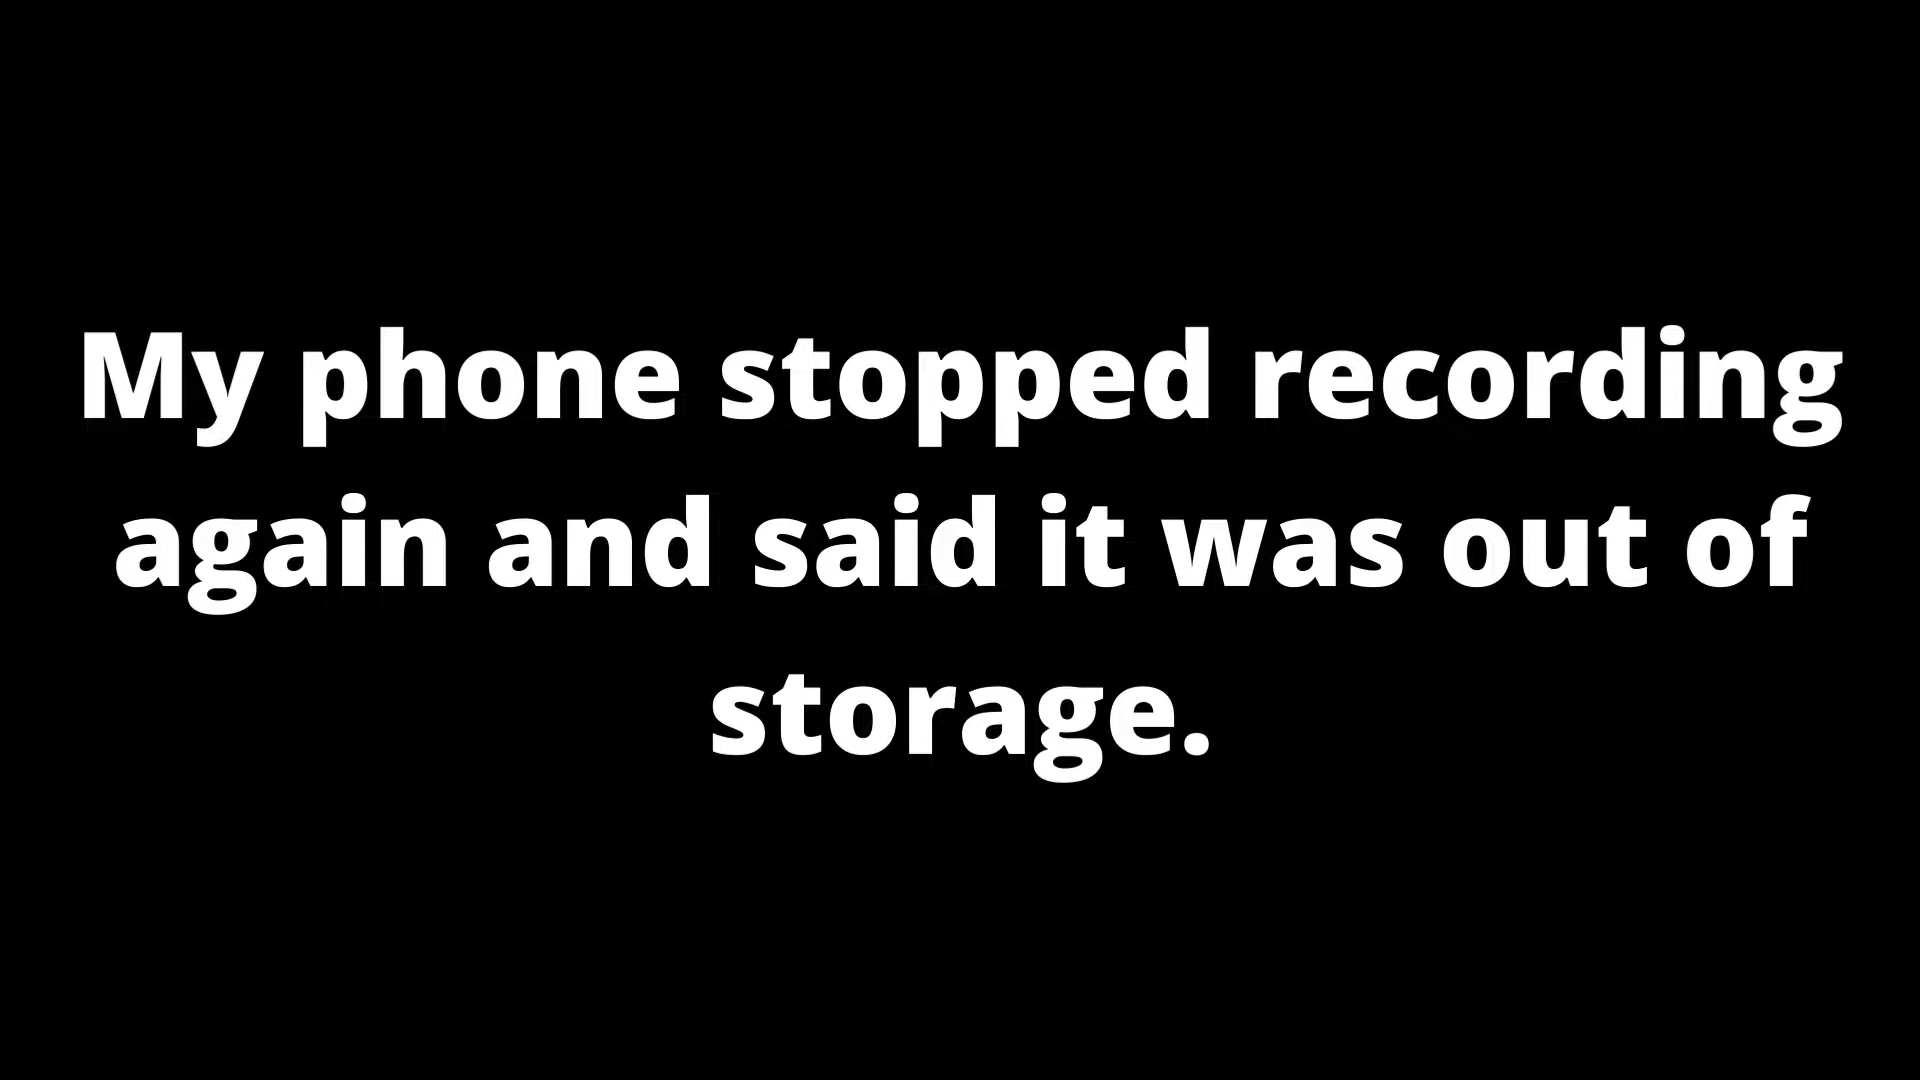 My phone stopped recording
again and said it was out of
storage.